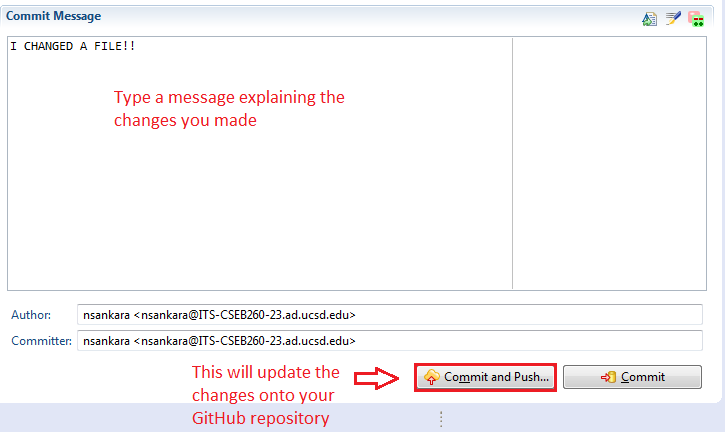 Commit Message
I CHANGED A FILE!!
Type a message explaining the
changes you made
Author: nsankara <nsankara@ITS-CSEB260-23.ad.ucsd.edu>
Committer: nsankara <nsankara@ITS-CSEB260-23.ad.ucsd.edu>
This will update the
changes onto your
GitHub repository
Commit and Push... Commit